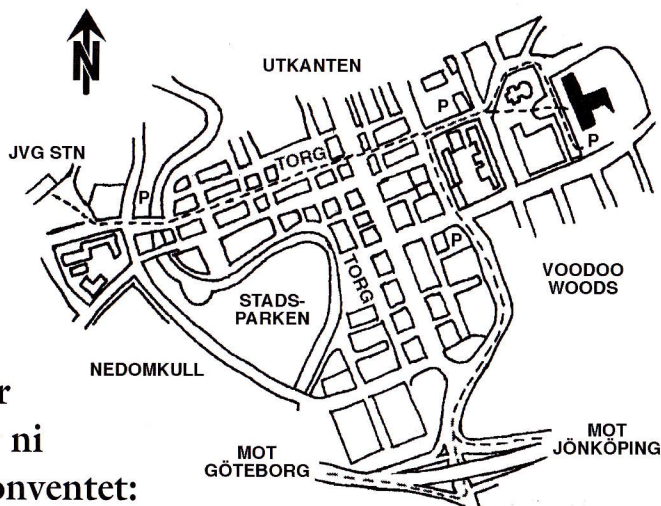 N
UTKANTEN
P
JVG STN
TORG
P
P
P
TORG
VOODOO
WOODS
STADS-
PARKEN
NEDOMKULL
r
ni
MOT
GÖTEBORG
MOT
JÖNKÖPING
onventet: